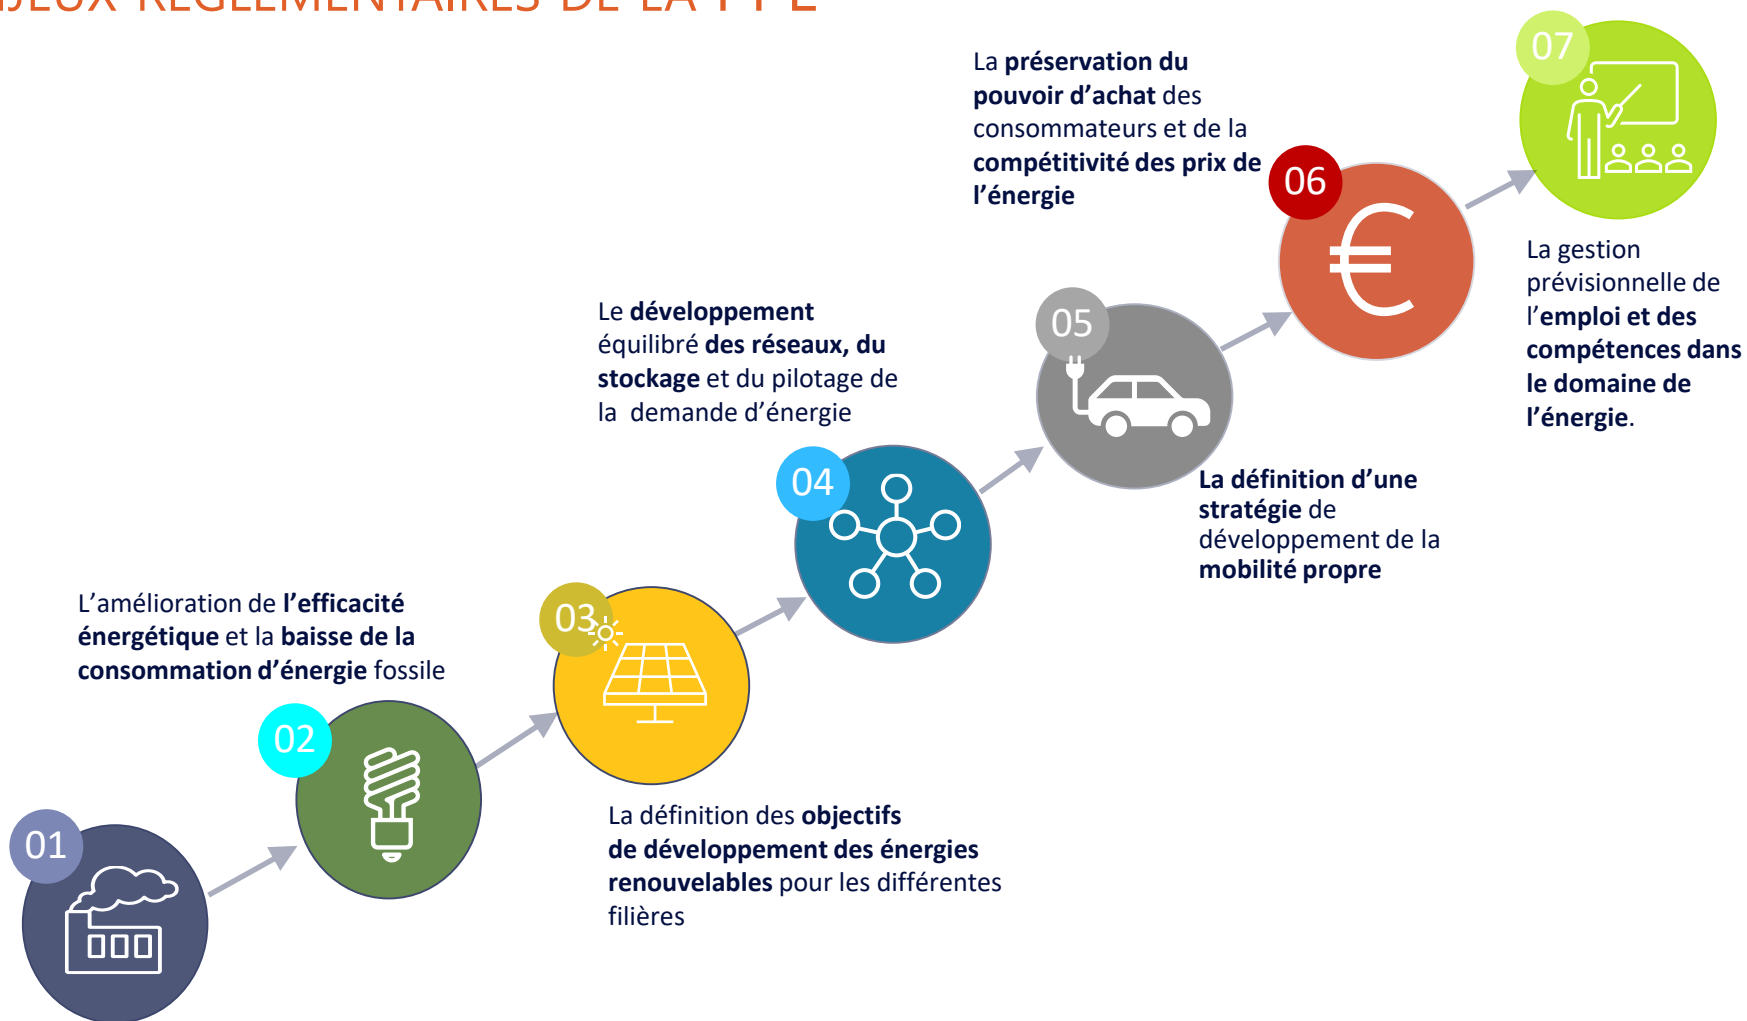 JEUX RÉGLEMENTAIRES DE LA PPE
01
02
L’amélioration de l’efficacité
énergétique et la baisse de la
consommation d’énergie fossile
03
La définition des objectifs
de développement des énergies
renouvelables pour les différentes
filières
04
Le développement
équilibré des réseaux, du
stockage et du pilotage de
la demande d’énergie
05
La définition d’une
stratégie de
développement de la
mobilité propre
06
La préservation du
pouvoir d’achat des
consommateurs et de la
compétitivité des prix de
l’énergie
07
La gestion
prévisionnelle de
l’emploi et des
compétences dans
le domaine de
l’énergie.